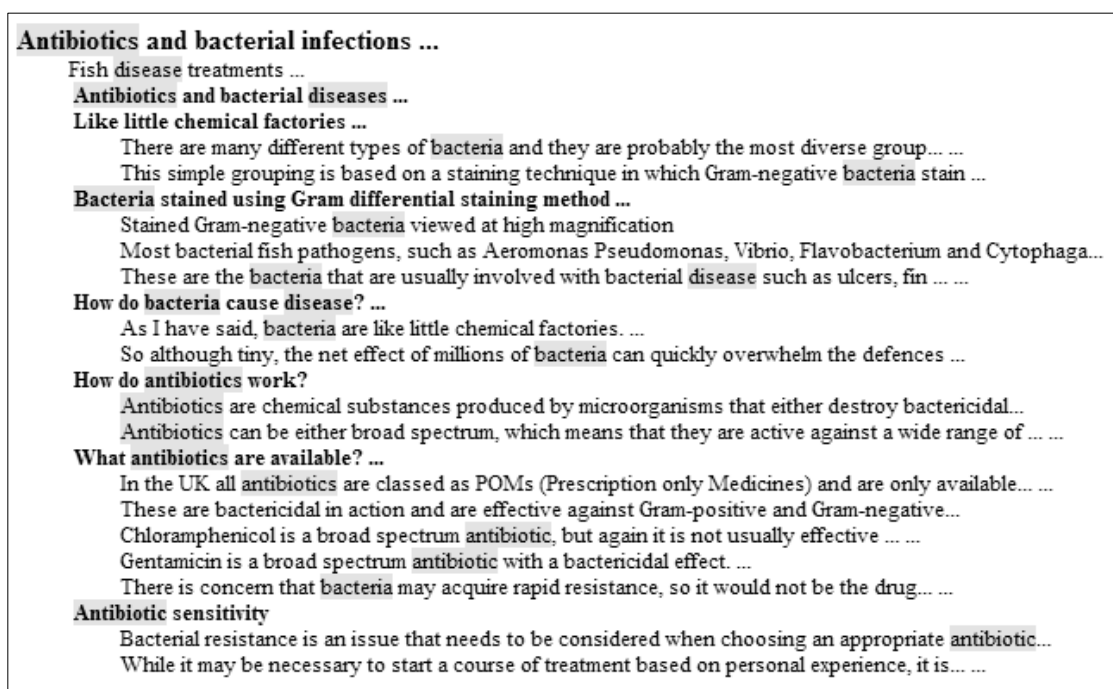 Antibiotics and bacterial infections ...
Fish disease treatments ...
Antibiotics and bacterial diseases ...
Like little chemical factories ...
There are many different types of bacteria and they are probably the most diverse group... ...
This simple grouping is based on a staining technique in which Gram-negative bacteria stain ...
Bacteria stained using Gram differential staining method ...
Stained Gram-negative bacteria viewed at high magnification
Most bacterial fish pathogens, such as Aeromonas Pseudomonas, Vibrio, Flavobacterium and Cytophaga...
These are the bacteria that are usually involved with bacterial disease such as ulcers, fin ... ...
How do bacteria cause disease? ...
As I have said, bacteria are like little chemical factories. ...
So although tiny, the net effect of millions of bacteria can quickly overwhelm the defences ...
How do antibiotics work?
Antibiotics are chemical substances produced by microorganisms that either destroy bactericidal...
Antibiotics can be either broad spectrum, which means that they are active against a wide range of ... ...
What antibiotics are available? ...
In the UK all antibiotics are classed as POMs (Prescription only Medicines) and are only available... ...
These are bactericidal in action and are effective against Gram-positive and Gram-negative...
Chloramphenicol is a broad spectrum antibiotic, but again it is not usually effective ... ...
Gentamicin is a broad spectrum antibiotic with a bactericidal effect. ...
There is concern that bacteria may acquire rapid resistance, so it would not be the drug... ...
Antibiotic sensitivity
Bacterial resistance is an issue that needs to be considered when choosing an appropriate antibiotic...
While it may be necessary to start a course of treatment based on personal experience, it is... ...